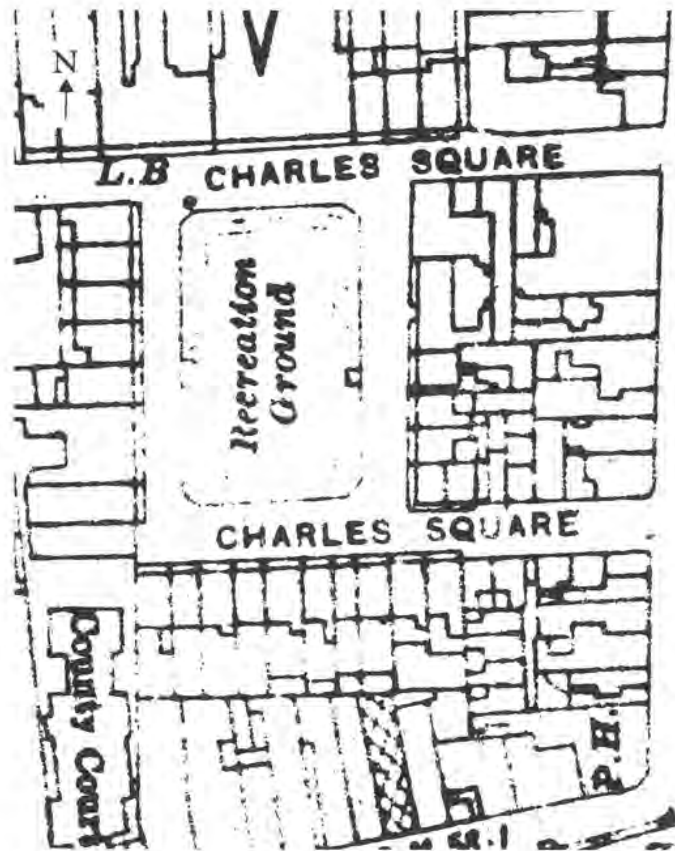 N
L.B CHARLES SQUARE
Recreation
Ground
CHARLES SQUARE
County Court
P.H.